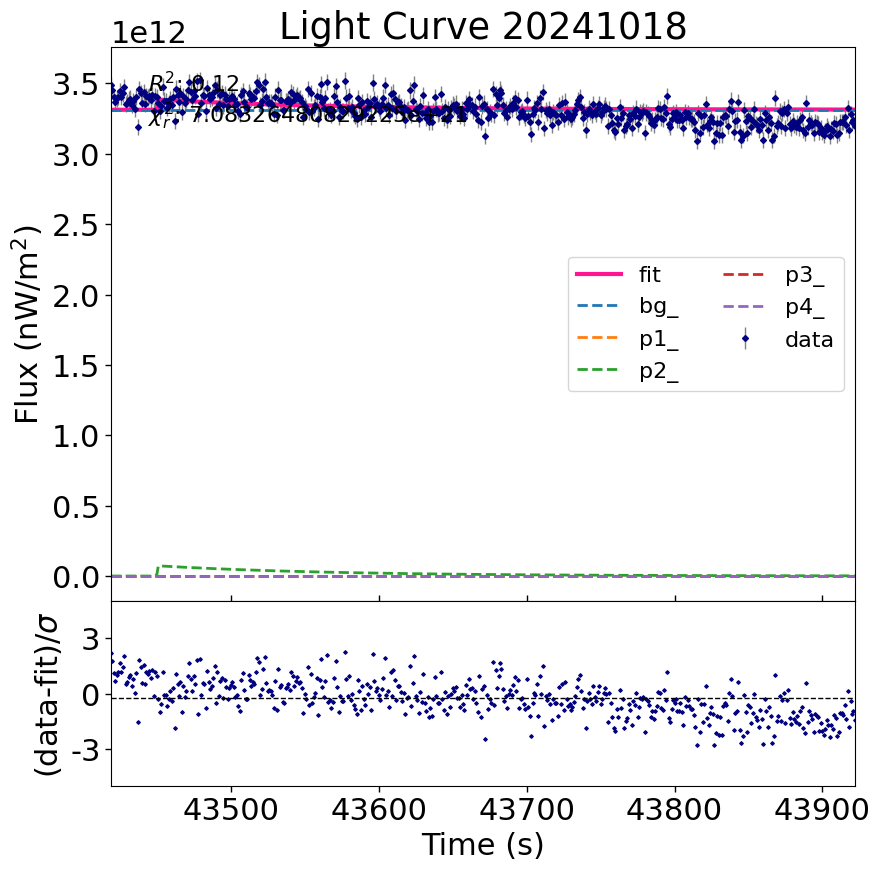 Light Curve 20241018
1e12
R²: 0.12
3.5
3.0
2.5
2.0
1.5
1.0
0.5
0.0
Flux (nW/m²)
fit
bg_
p1_
p2_
p3_
p4_
data
3
0
-3
(data-fit)/σ
43500 43600 43700 43800 43900
Time (s)